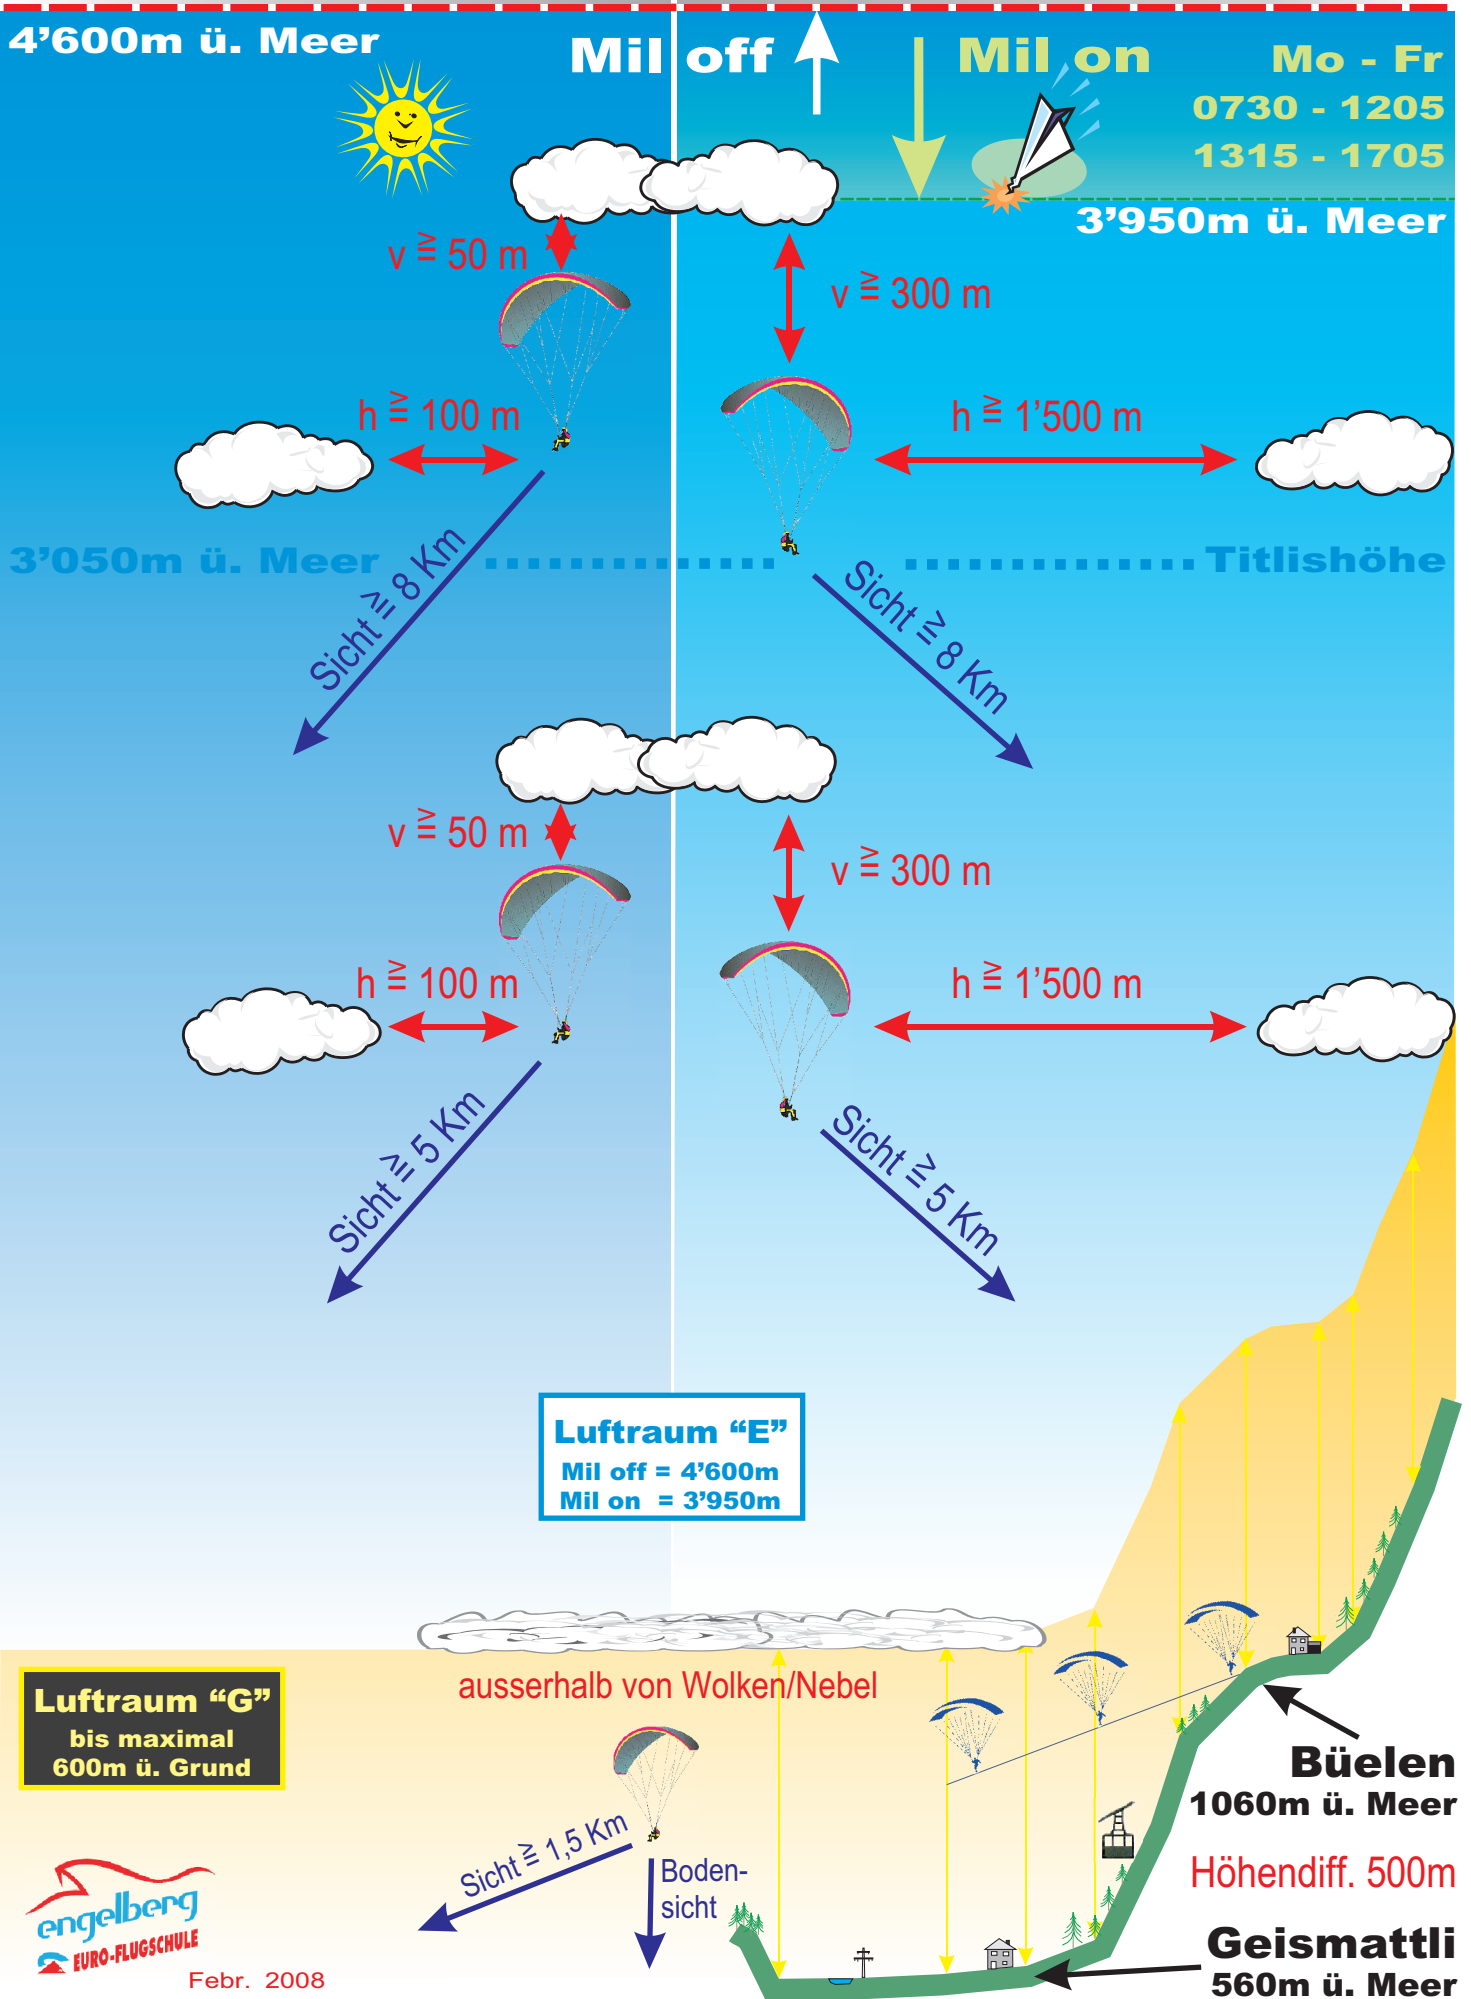 4’600m ü. Meer
Mil off
Mil on
Mo - Fr
0730 - 1205
1315 - 1705
3’950m ü. Meer
v ≧ 50 m
v ≧ 300 m
h ≧ 100 m
h ≧ 1’500 m
3’050m ü. Meer
Titlishöhe
Sicht ≧ 8 Km
Sicht ≧ 8 Km
v ≧ 50 m
v ≧ 300 m
h ≧ 100 m
h ≧ 1’500 m
Sicht ≧ 5 Km
Sicht ≧ 5 Km
Luftraum “E”
Mil off = 4’600m
Mil on = 3’950m
ausserhalb von Wolken/Nebel
Luftraum “G”
bis maximal
600m ü. Grund
Sicht ≧ 1,5 Km
Boden-
sicht
Büelen
1060m ü. Meer
Höhendiff. 500m
Geismattli
560m ü. Meer
engelberg
EURO-FLUGSCHULE
Febr. 2008